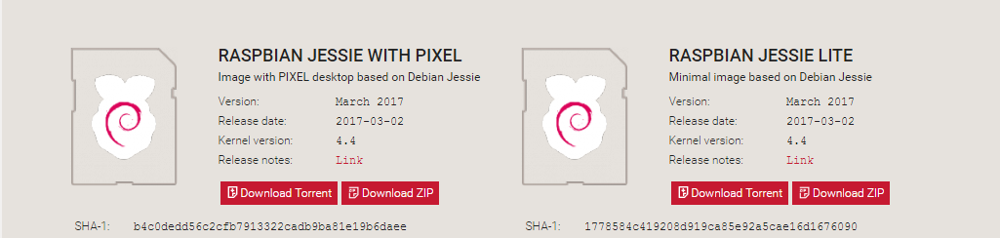 RASPBIAN JESSIE WITH PIXEL
Image with PIXEL desktop based on Debian Jessie
Version: March 2017
Release date: 2017-03-02
Kernel version: 4.4
Release notes: Link
Download Torrent Download ZIP
SHA-1: b4c0dedd56c2cfb7913322cadb9ba81e19b6daee
RASPBIAN JESSIE LITE
Minimal image based on Debian Jessie
Version: March 2017
Release date: 2017-03-02
Kernel version: 4.4
Release notes: Link
Download Torrent Download ZIP
SHA-1: 1778584c419208d919ca85e92a5cae16d1676090